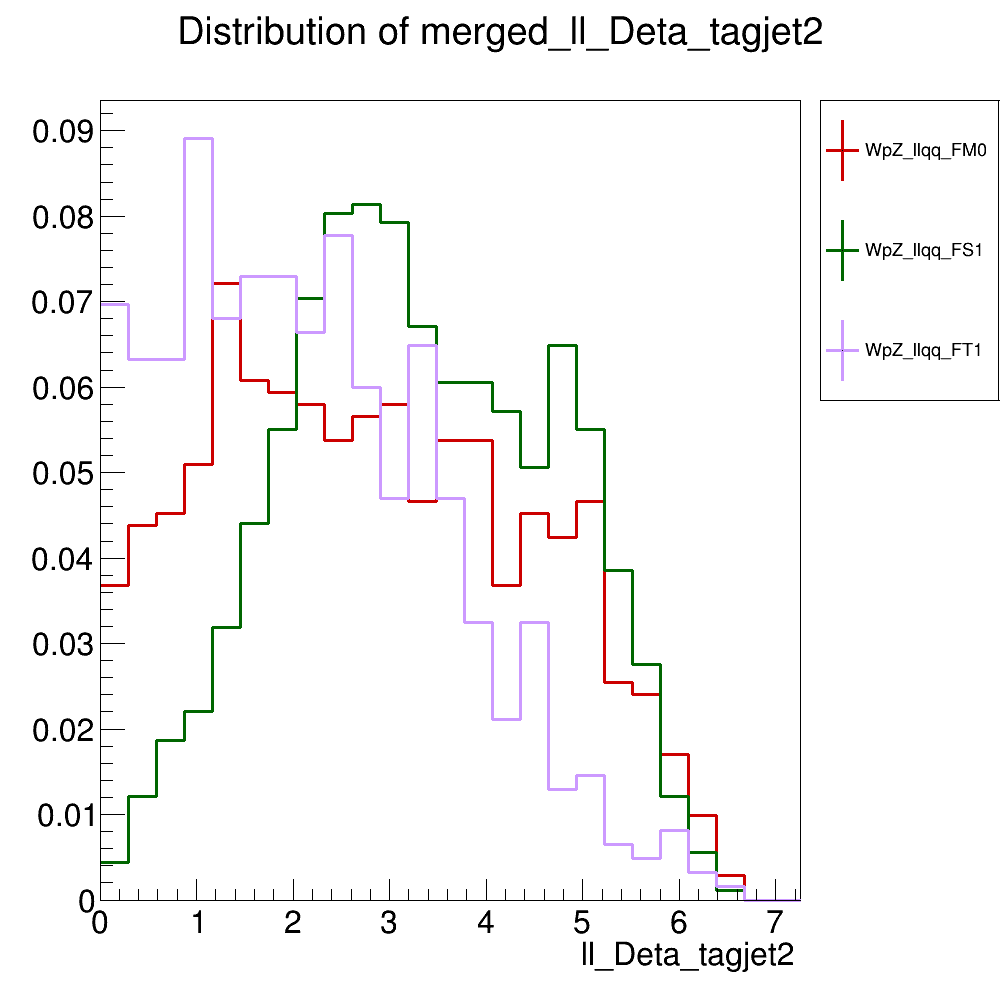 Distribution of merged_ll_Deta_tagjet2
0.09
0.08
0.07
0.06
0.05
0.04
0.03
0.02
0.01
0
0 1 2 3 4 5 6 7
ll_Deta_tagjet2
WpZ_llqq_FM0
WpZ_llqq_FS1
WpZ_llqq_FT1